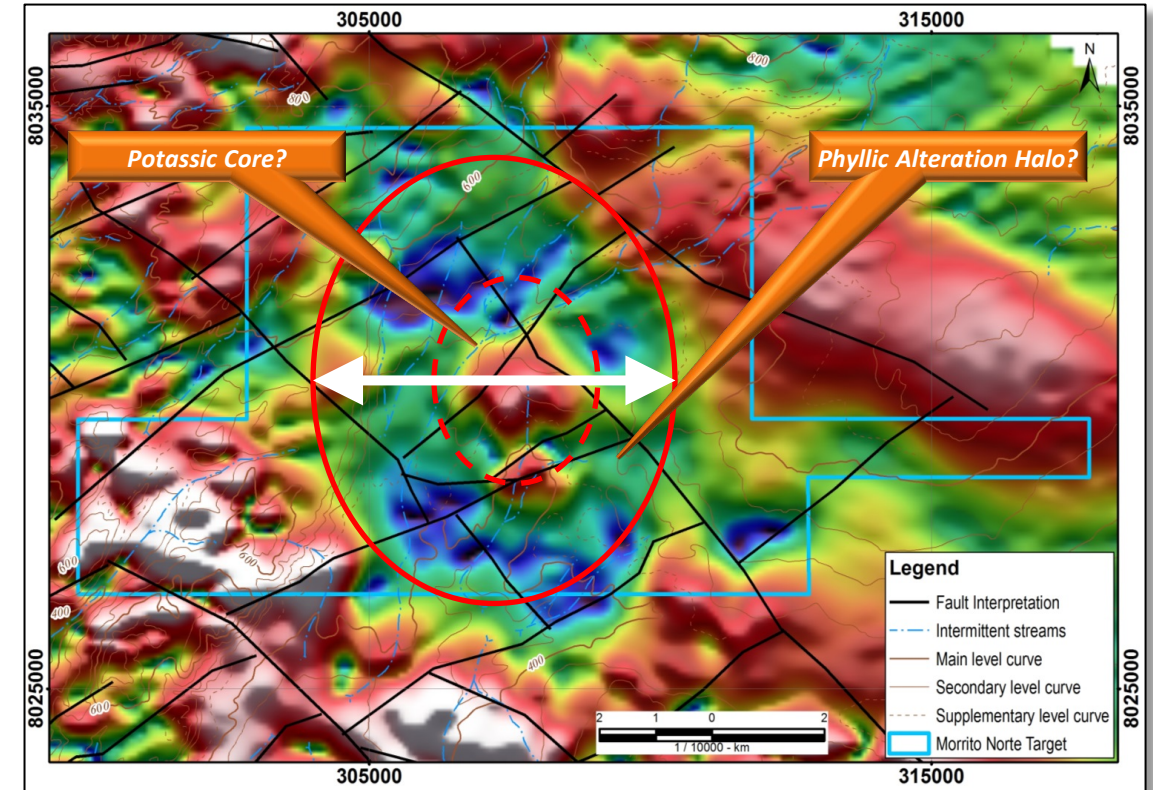 305000 315000
N
8035000
8035000
800
800
Potassic Core?
Phyllic Alteration Halo?
600
600
600
400
400
600
Legend
Fault Interpretation
Intermittent streams
Main level curve
Secondary level curve
Supplementary level curve
Morrito Norte Target
2 1 0 2
1 / 10000 - km
8025000
8025000
305000 315000